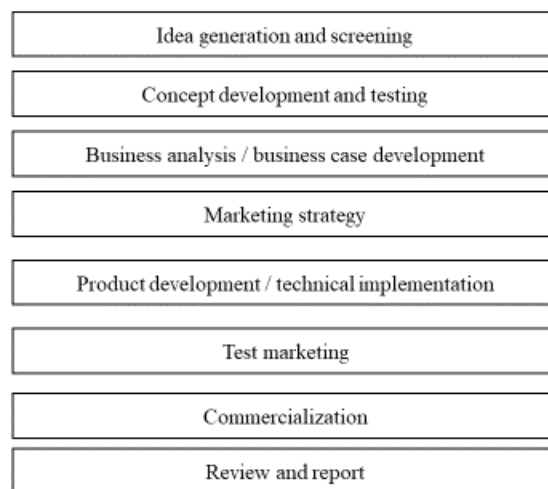 Idea generation and screening
Concept development and testing
Business analysis / business case development
Marketing strategy
Product development / technical implementation
Test marketing
Commercialization
Review and report